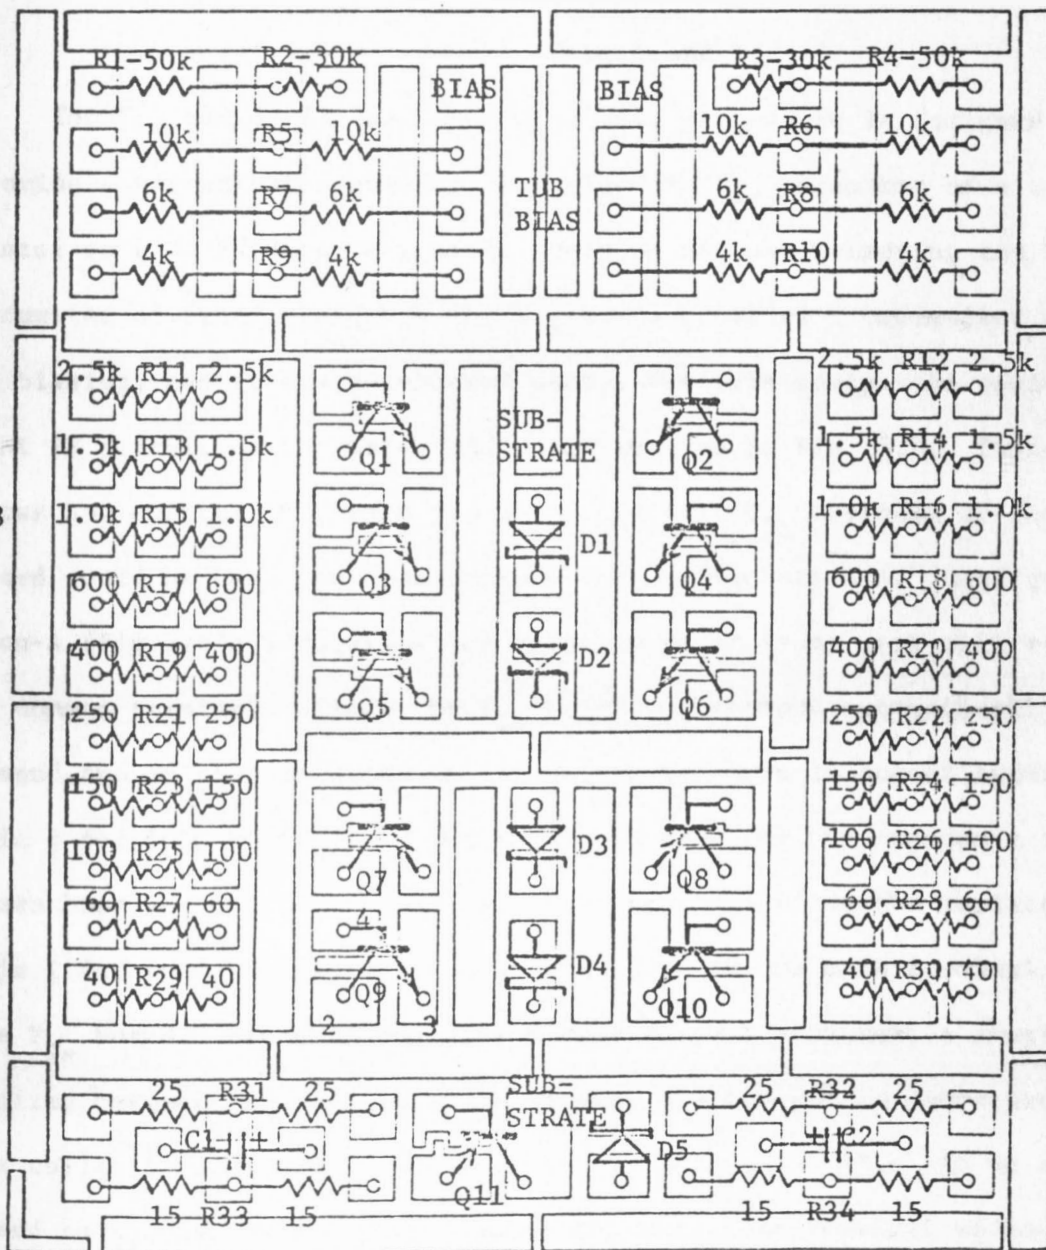 R1-50k R2-30k R3-30k R4-50k
BIAS BIAS
10k R5 10k 10k R6 10k
6k R7 6k TUB 6k R8 6k
BIAS
4k R9 4k 4k R10 4k
2.5k R11 2.5k 2.5k R12 2.5k
SUB-
1.5k R13 1.5k Q1 STRATE Q2 1.5k R14 1.5k
1.0k R15 1.0k 1.0k R16 1.0k
D1
600 R17 600 Q3 Q4 600 R18 600
400 R19 400 D2 400 R20 400
Q5 Q6
250 R21 250 250 R22 250
150 R23 150 150 R24 150
100 R25 100 D3 100 R26 100
Q7 Q8
60 R27 60 4 60 R28 60
40 R29 40 D4 40 R30 40
Q9 Q10
2 3
25 R31 25 SUB- 25 R32 25
STRATE
C1 + + C2
D5
Q11
15 R33 15 15 R34 15